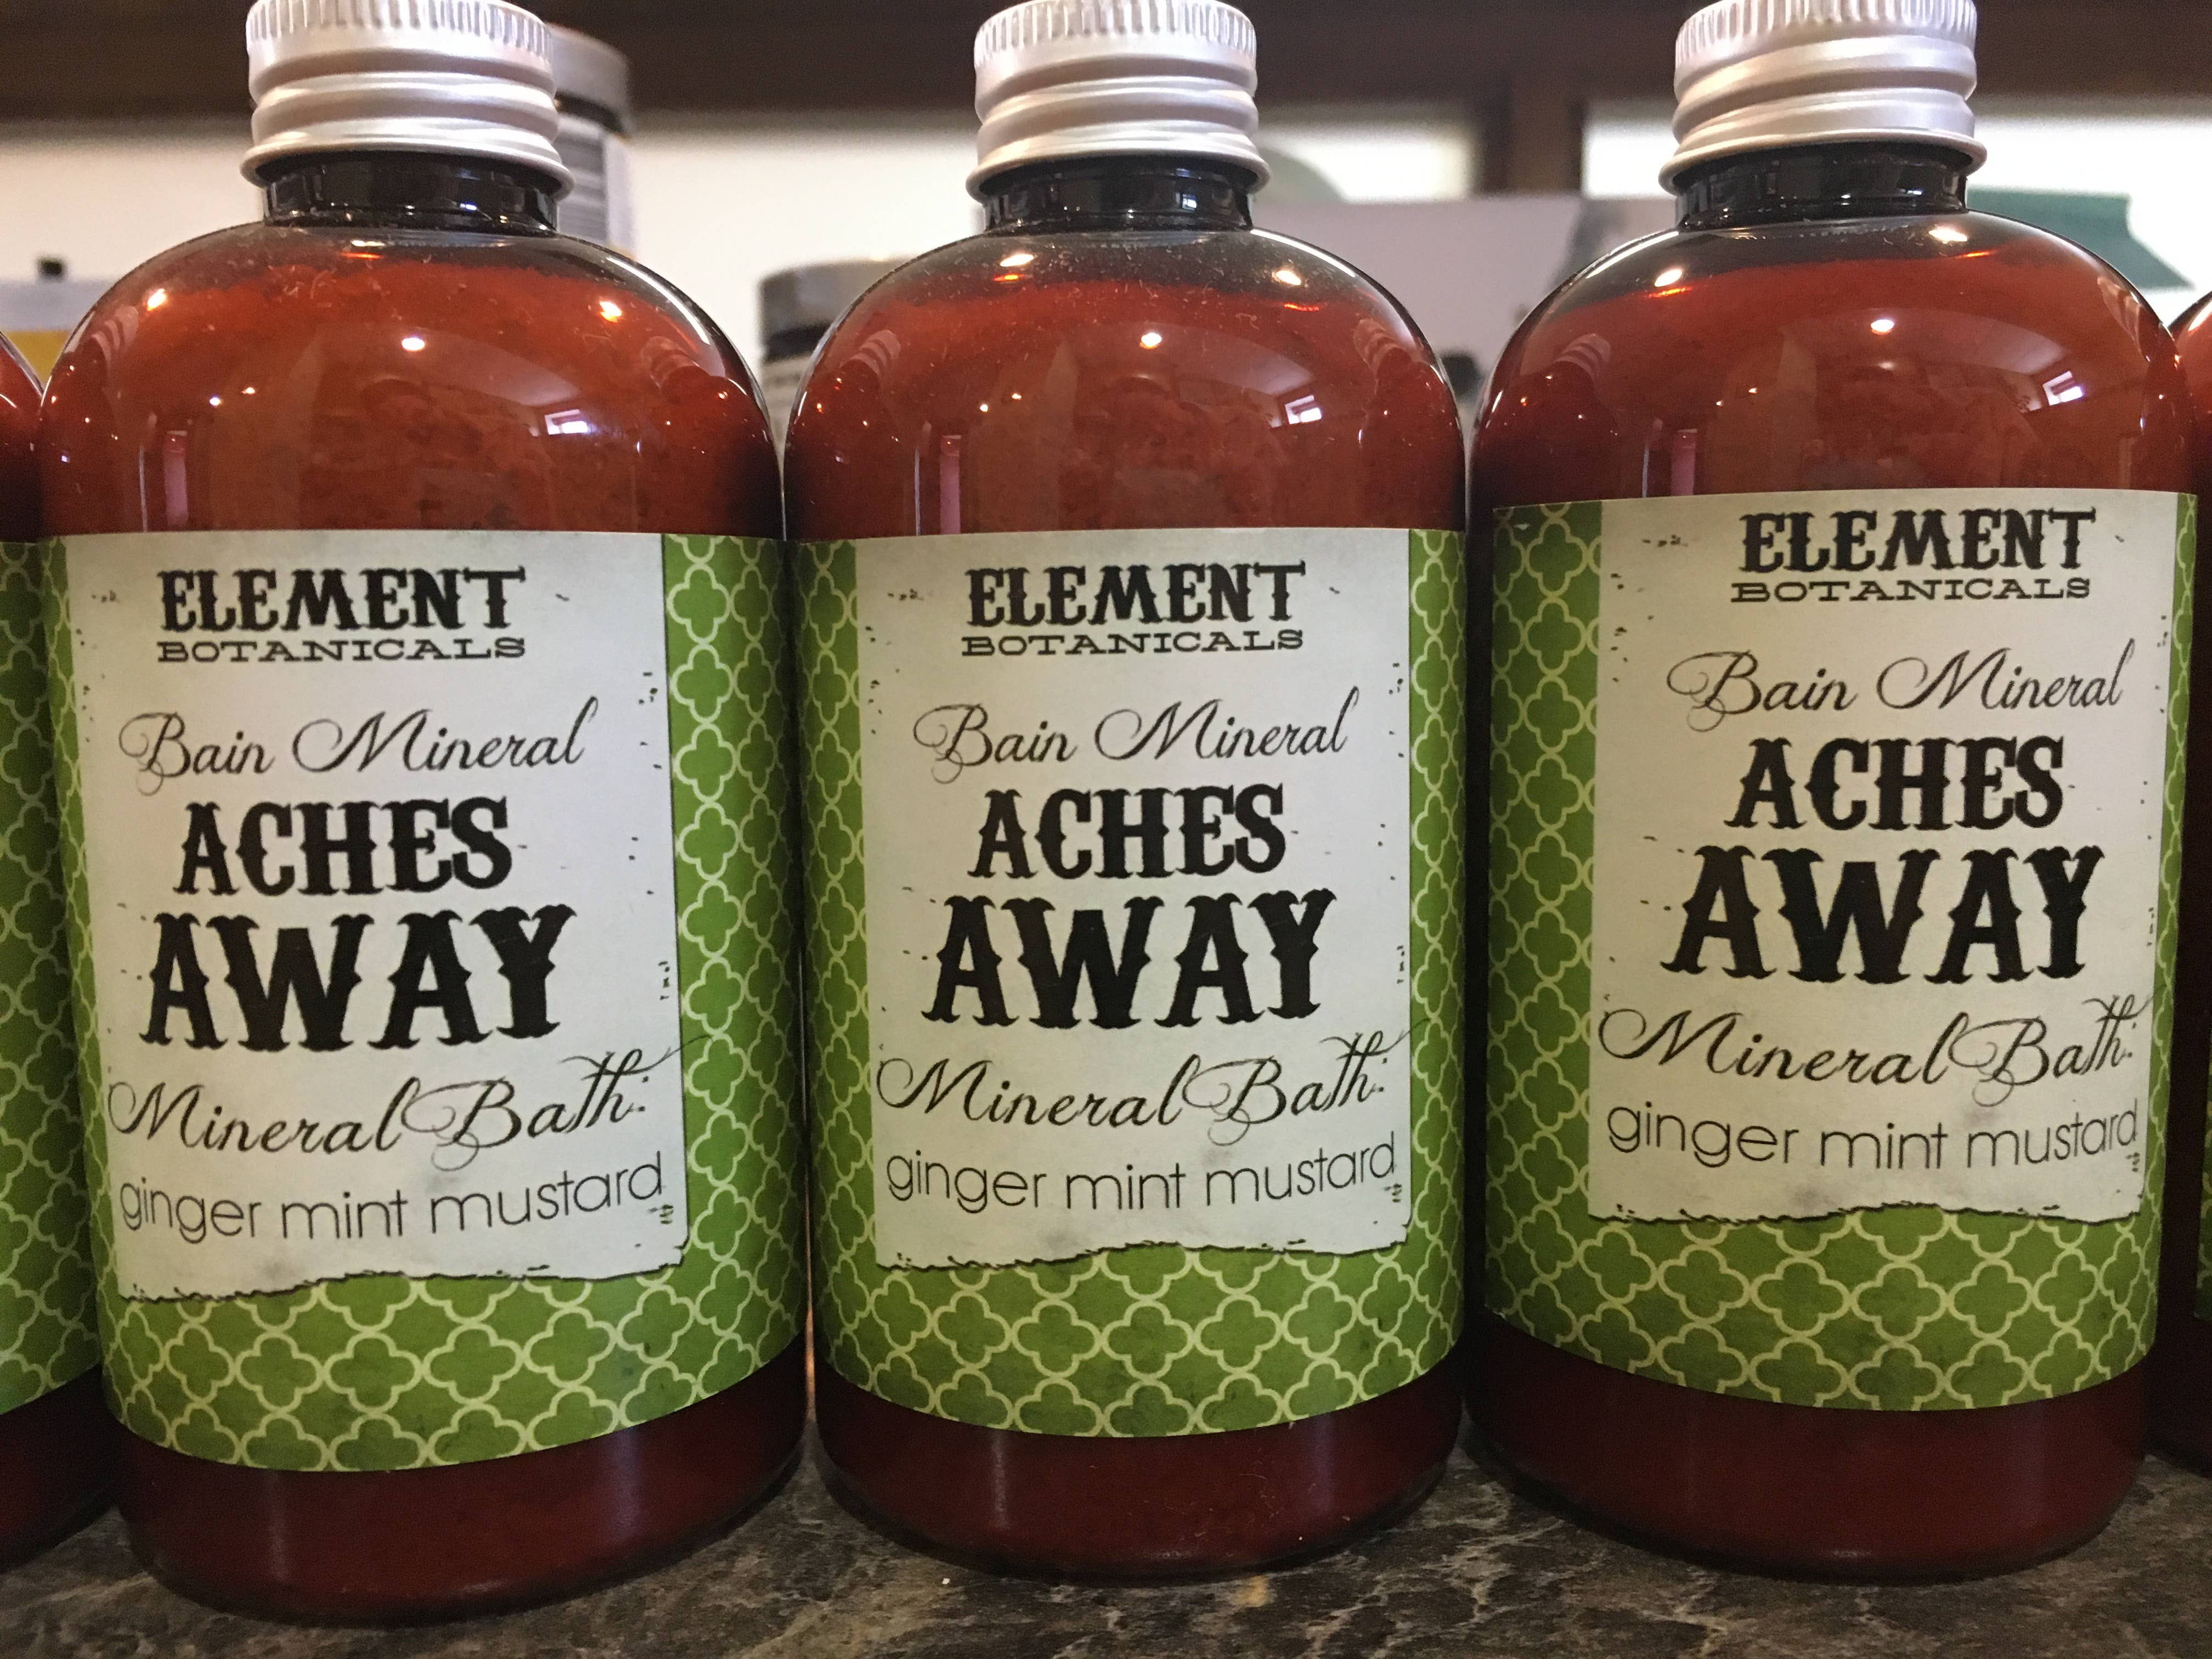 ELEMENT
BOTANICALS
Bain Mineral
ACHES
AWAY
Mineral Bath:
ginger mint mustard
ELEMENT
BOTANICALS
Bain Mineral
ACHES
AWAY
Mineral Bath:
ginger mint mustard
ELEMENT
BOTANICALS
Bain Mineral
ACHES
AWAY
Mineral Bath:
ginger mint mustard